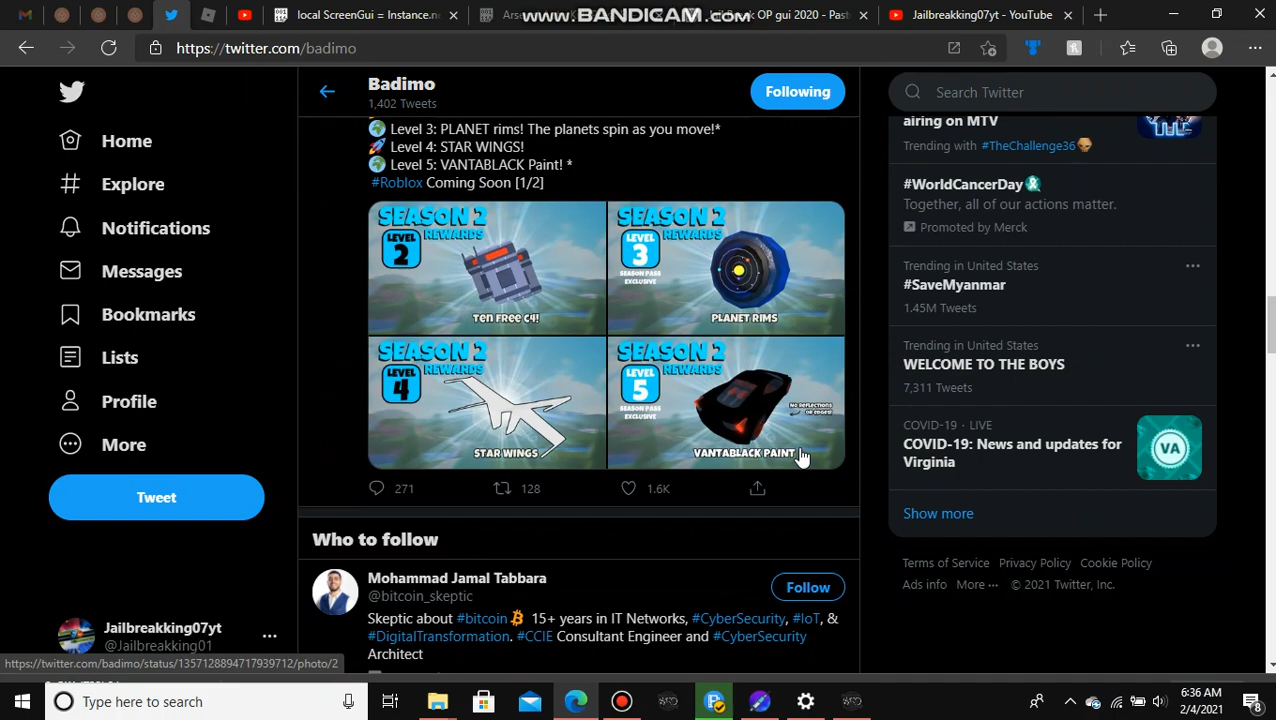 local ScreenGui = Instance.ne
Jailbreakking07yt - YouTube
www.BANDICAM.com
https://twitter.com/badimo
Home
Explore
Notifications
Messages
Bookmarks
Lists
Profile
More
Tweet
Jailbreakking07yt
@Jailbreakking01
Badimo
1,402 Tweets
Following
Level 3: PLANET rims! The planets spin as you move!*
Level 4: STAR WINGS!
Level 5: VANTABLACK Paint! *
#Roblox Coming Soon [1/2]
SEASON 2
REWARDS
LEVEL
2
TEN FREE C4!
SEASON 2
REWARDS
LEVEL
3
SEASON PASS
EXCLUSIVE
PLANET RIMS
SEASON 2
REWARDS
LEVEL
4
STAR WINGS
SEASON 2
REWARDS
LEVEL
5
SEASON PASS
EXCLUSIVE
NO REFLECTIONS
OR EDGES!
VANTABLACK PAINT
271
128
1.6K
Who to follow
Mohammad Jamal Tabbara
@bitcoin_skeptic
Follow
Skeptic about #bitcoin 15+ years in IT Networks, #CyberSecurity, #IoT, &
#DigitalTransformation. #CCIE Consultant Engineer and #CyberSecurity
Architect
Search Twitter
airing on MTV
Trending with #TheChallenge36
#WorldCancerDay
Together, all of our actions matter.
Promoted by Merck
Trending in United States
#SaveMyanmar
1.45M Tweets
Trending in United States
WELCOME TO THE BOYS
7,311 Tweets
COVID-19 · LIVE
COVID-19: News and updates for
Virginia
VA
Show more
Terms of Service Privacy Policy Cookie Policy
Ads info More © 2021 Twitter, Inc.
https://twitter.com/badimo/status/1357128894717939712/photo/2
Type here to search
6:36 AM
2/4/2021
8